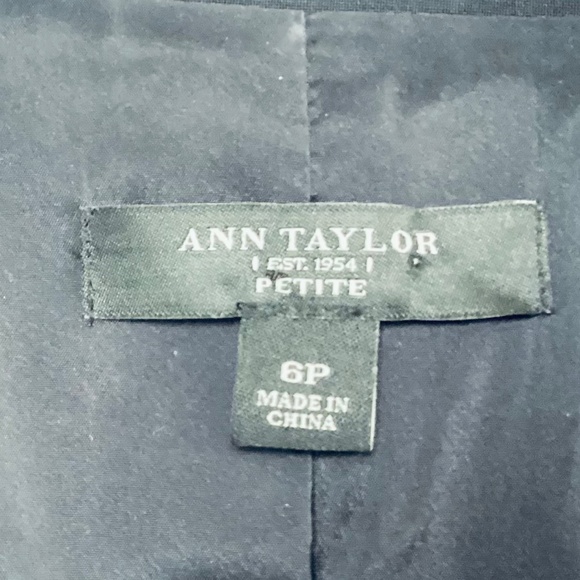 ANN TAYLOR
| EST. 1954 |
PETITE
6P
MADE IN
CHINA